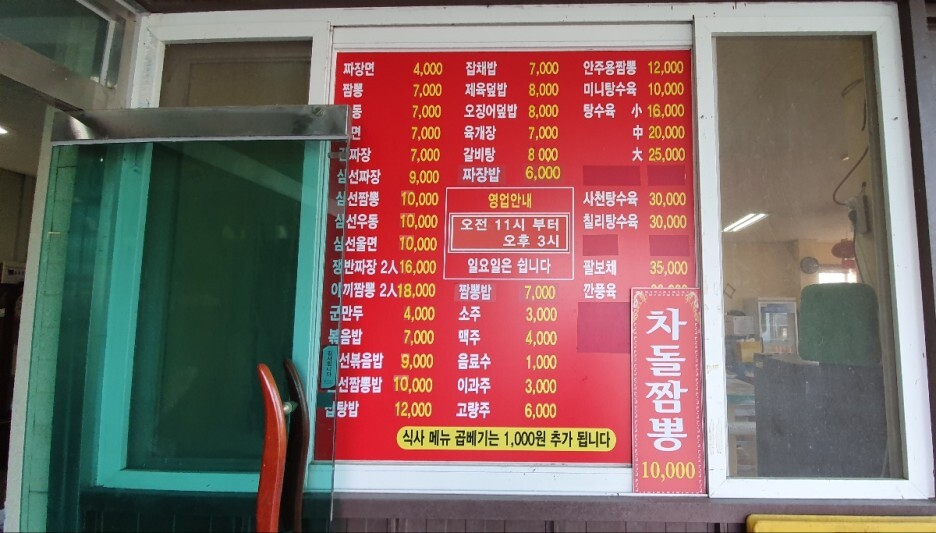 짜장면 4,000
짬뽕 7,000
동 7,000
면 7,000
짜장 7,000
삼선짜장 9,000
삼선짬뽕 10,000
삼선우동 10,000
삼선울면 10,000
쟁반짜장 2人 16,000
야끼짬뽕 2人 18,000
군만두 4,000
볶음밥 7,000
선볶음밥 9,000
선짬뽕밥 10,000
잡탕밥 12,000
잡채밥 7,000
제육덮밥 8,000
오징어덮밥 8,000
육개장 7,000
갈비탕 8 000
짜장밥 6,000
영업안내
오전 11시 부터
오후 3시
일요일은 쉽니다
짬뽕밥 7,000
소주 3,000
맥주 4,000
음료수 1,000
이과주 3,000
고량주 6,000
안주용짬뽕 12,000
미니탕수육 10,000
탕수육 小 16,000
中 20,000
大 25,000
사천탕수육 30,000
칠리탕수육 30,000
팔보채 35,000
깐풍육
차돌짬뽕
10,000
식사 메뉴 곱베기는 1,000원 추가 됩니다